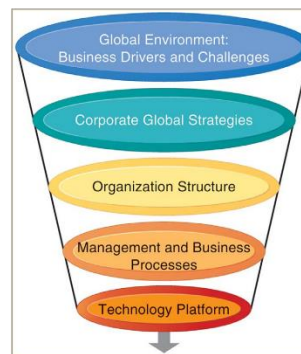 Global Environment:
Business Drivers and Challenges
Corporate Global Strategies
Organization Structure
Management and Business
Processes
Technology Platform